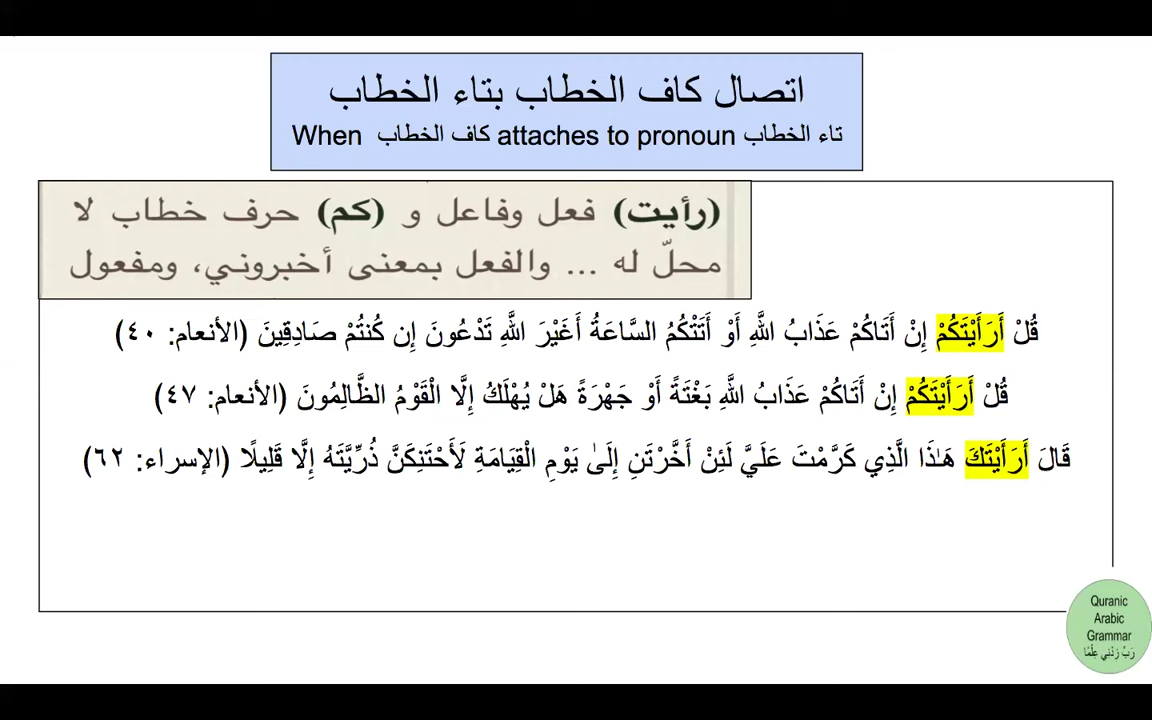 اتصال كاف الخطاب بتاء الخطاب
When كاف الخطاب attaches to pronoun تاء الخطاب
(رأيت) فعل وفاعل و (كم) حرف خطاب لا
محلّ له ... والفعل بمعنى أخبروني، ومفعول
قُلْ أَرَأَيْتَكُمْ إِنْ أَتَاكُمْ عَذَابُ اللَّهِ أَوْ أَتَتْكُمُ السَّاعَةُ أَغَيْرَ اللَّهِ تَدْعُونَ إِن كُنتُمْ صَادِقِينَ (الأنعام: ٤٠)
قُلْ أَرَأَيْتَكُمْ إِنْ أَتَاكُمْ عَذَابُ اللَّهِ بَغْتَةً أَوْ جَهْرَةً هَلْ يُهْلَكُ إِلَّا الْقَوْمُ الظَّالِمُونَ (الأنعام: ٤٧)
قَالَ أَرَأَيْتَكَ هَـٰذَا الَّذِي كَرَّمْتَ عَلَيَّ لَئِنْ أَخَّرْتَنِ إِلَىٰ يَوْمِ الْقِيَامَةِ لَأَحْتَنِكَنَّ ذُرِّيَّتَهُ إِلَّا قَلِيلًا (الإسراء: ٦٢)
Quranic
Arabic
Grammar
رَبِّ زِدْنِي عِلْمًا